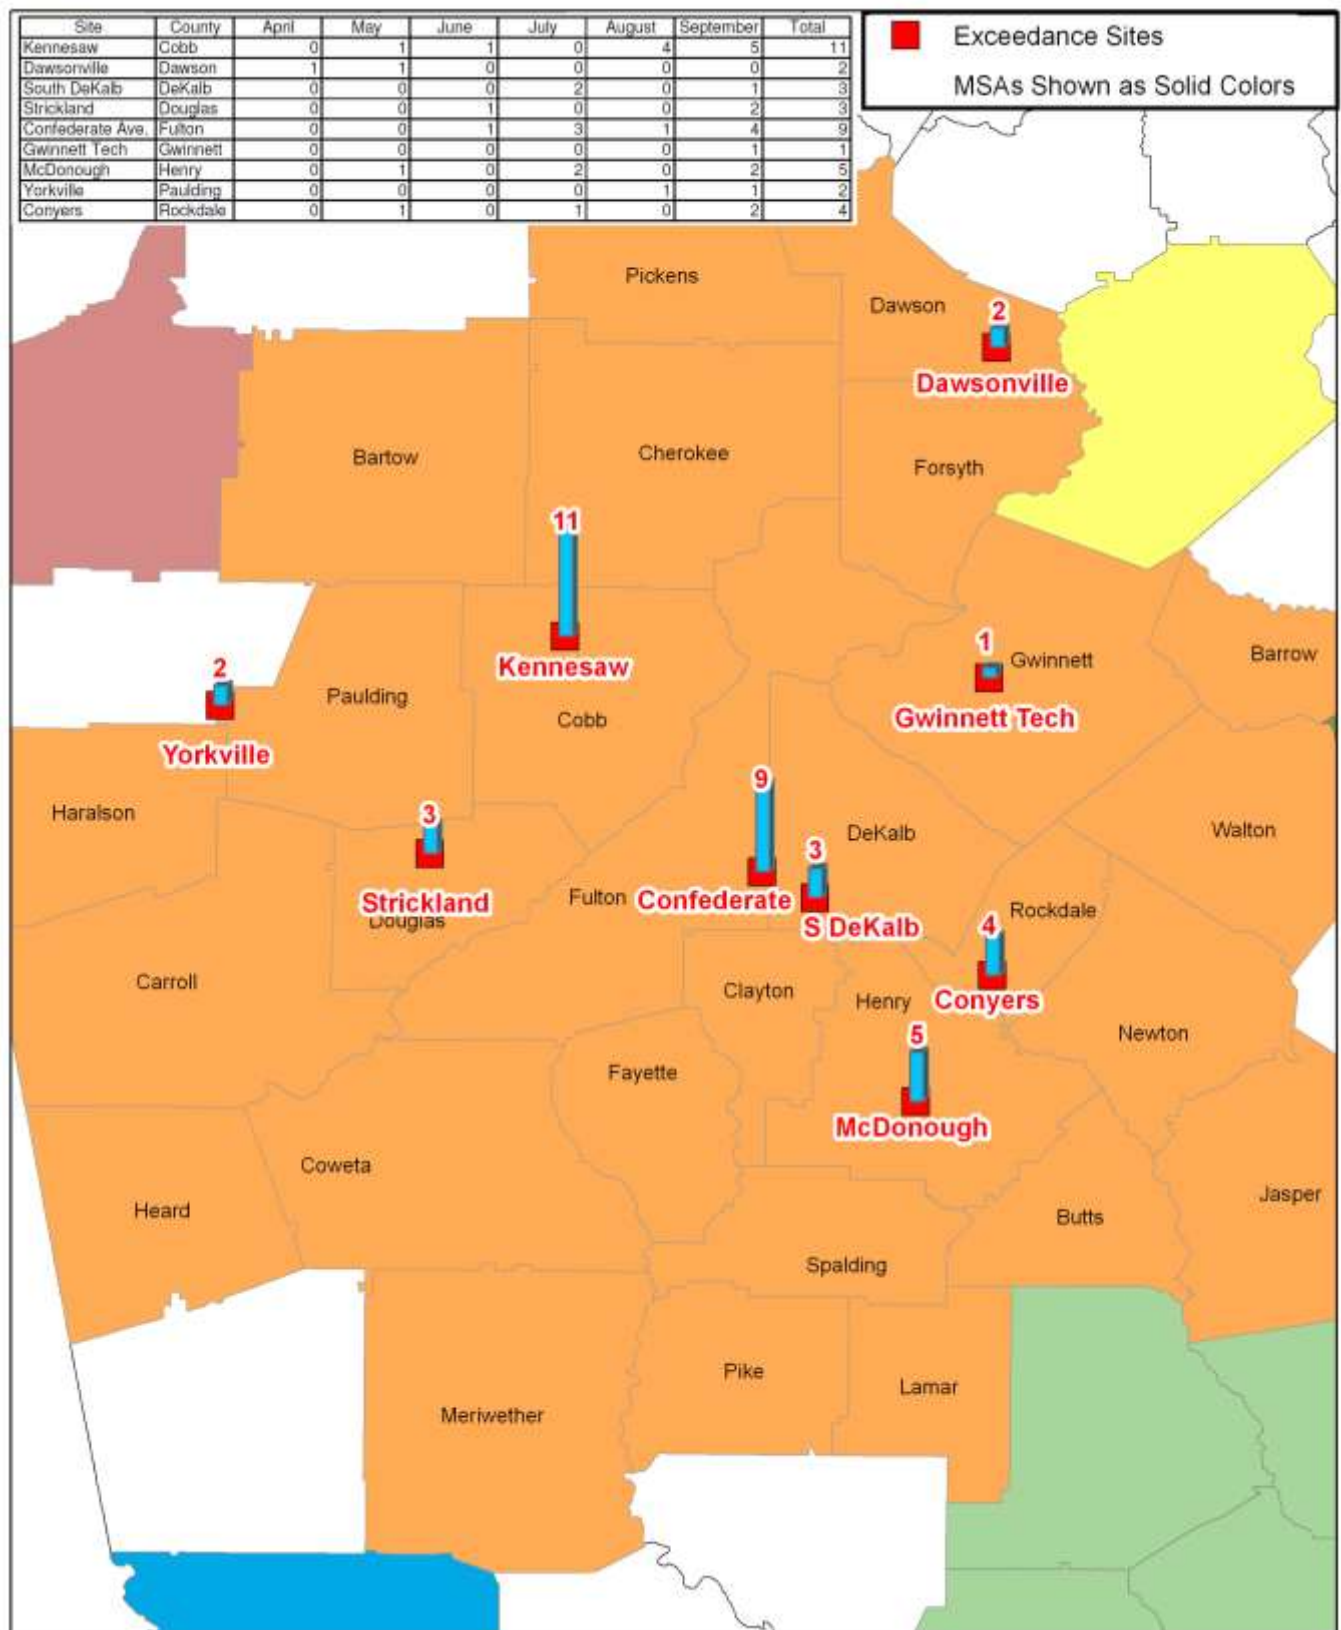 Site County April May June July August September Total
Kennesaw Cobb 0 1 1 0 4 5 11
Dawsonville Dawson 1 1 0 0 0 0 2
South DeKalb DeKalb 0 0 0 2 0 1 3
Strickland Douglas 0 0 1 0 0 2 3
Confederate Ave. Fulton 0 0 1 3 1 4 9
Gwinnett Tech Gwinnett 0 0 0 0 0 1 1
McDonough Henry 0 1 0 2 0 2 5
Yorkville Paulding 0 0 0 0 1 1 2
Conyers Rockdale 0 1 0 1 0 2 4
Exceedance Sites
MSAs Shown as Solid Colors
Pickens
Dawson
2
Dawsonville
Bartow
Cherokee
Forsyth
11
Kennesaw
1
Gwinnett
Gwinnett Tech
Barrow
2
Yorkville
Paulding
Cobb
Haralson
3
Strickland
Douglas
9
Confederate
Fulton
3
S DeKalb
DeKalb
Walton
Rockdale
4
Conyers
Carroll
Clayton
Henry
Newton
5
McDonough
Fayette
Coweta
Heard
Jasper
Butts
Spalding
Pike
Lamar
Meriwether